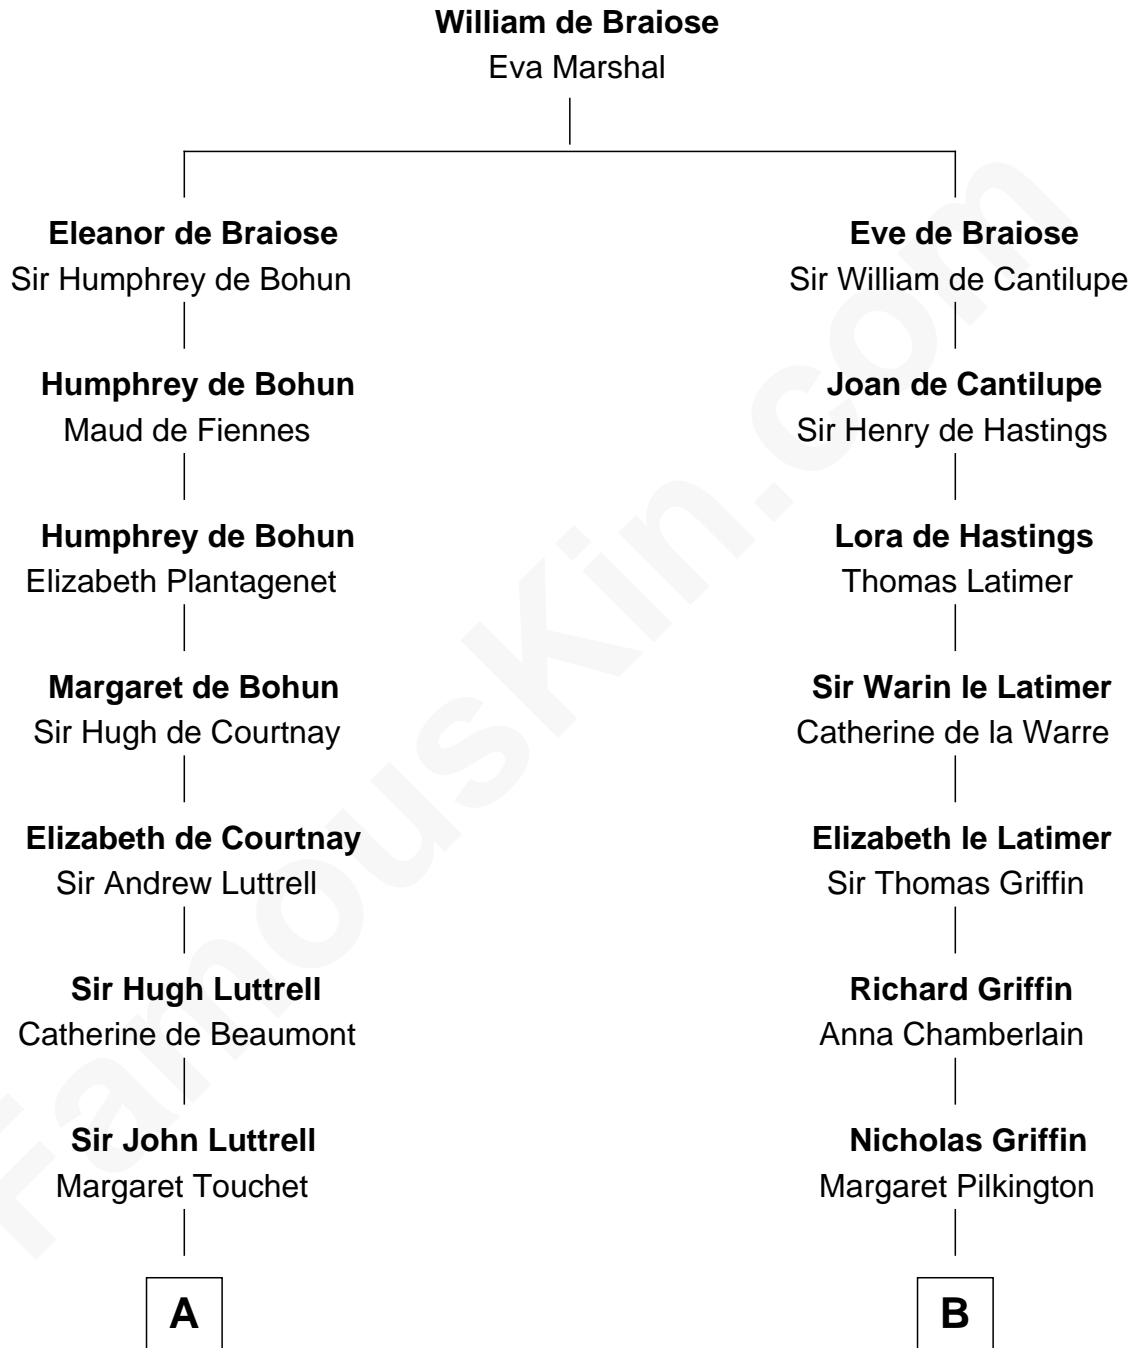 William de Braiose
Eva Marshal
Eleanor de Braiose
Sir Humphrey de Bohun
Eve de Braiose
Sir William de Cantilupe
Humphrey de Bohun
Maud de Fiennes
Joan de Cantilupe
Sir Henry de Hastings
Humphrey de Bohun
Elizabeth Plantagenet
Lora de Hastings
Thomas Latimer
Margaret de Bohun
Sir Hugh de Courtnay
Sir Warin le Latimer
Catherine de la Warre
Elizabeth de Courtnay
Sir Andrew Luttrell
Elizabeth le Latimer
Sir Thomas Griffin
Sir Hugh Luttrell
Catherine de Beaumont
Richard Griffin
Anna Chamberlain
Sir John Luttrell
Margaret Touchet
Nicholas Griffin
Margaret Pilkington
A
B
FamousKin.com